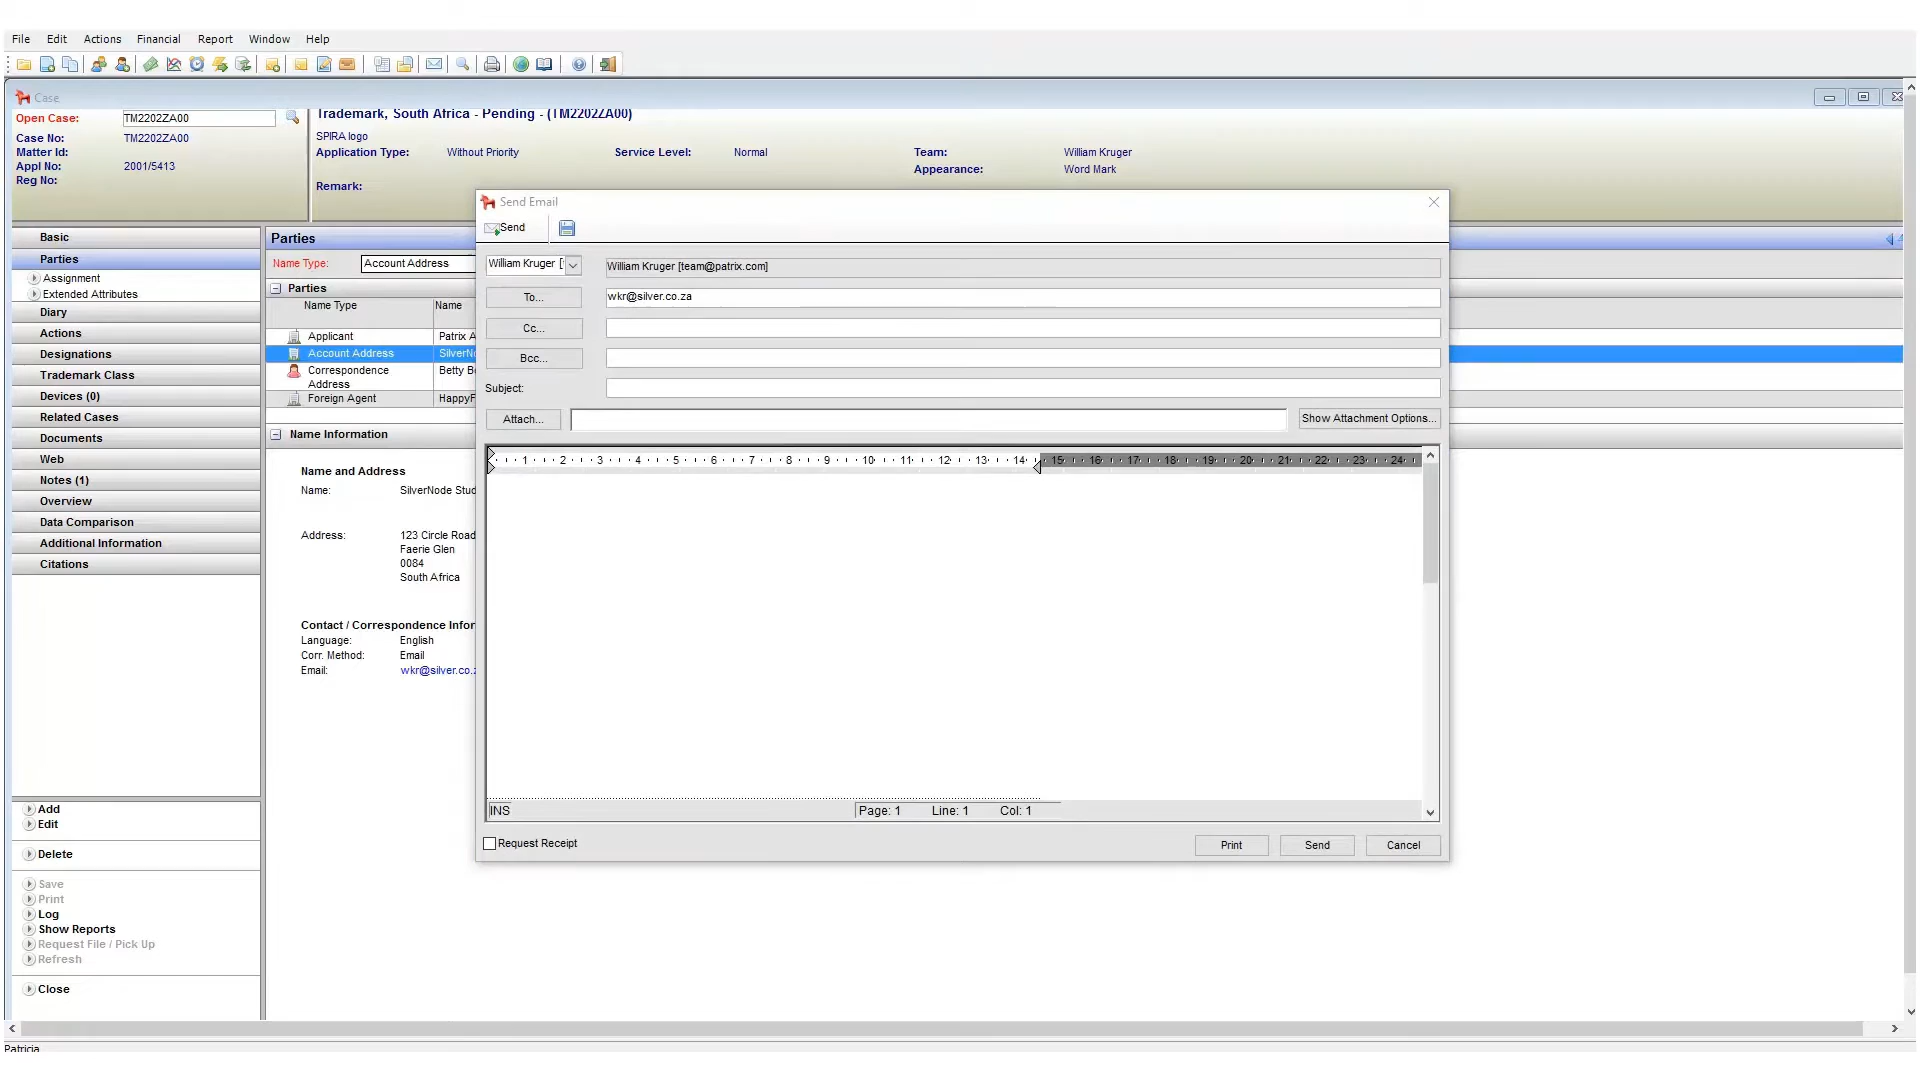 File Edit Actions Financial Report Window Help
Case
Open Case: TM2202ZA00
Case No: TM2202ZA00
Matter Id:
Appl No: 2001/5413
Reg No:
Trademark, South Africa - Pending - (TM2202ZA00)
SPIRA logo
Application Type: Without Priority Service Level: Normal Team: William Kruger
Appearance: Word Mark
Remark:
Basic
Parties
Assignment
Extended Attributes
Diary
Actions
Designations
Trademark Class
Devices (0)
Related Cases
Documents
Web
Notes (1)
Overview
Data Comparison
Additional Information
Citations
Add
Edit
Delete
Save
Print
Log
Show Reports
Request File / Pick Up
Refresh
Close
Parties
Name Type: Account Address
Parties
Name Type Name
Applicant Patrix A
Account Address SilverNo
Correspondence Betty B
Address
Foreign Agent HappyF
Name Information
Name and Address
Name: SilverNode Stud
Address: 123 Circle Road
Faerie Glen
0084
South Africa
Contact / Correspondence Infor
Language: English
Corr. Method: Email
Email: wkr@silver.co.z
Send Email
Send
William Kruger [ William Kruger [team@patrix.com]
To... wkr@silver.co.za
Cc...
Bcc...
Subject:
Attach... Show Attachment Options...
1 2 3 4 5 6 7 8 9 10 11 12 13 14 15 16 17 18 19 20 21 22 23 24
INS Page: 1 Line: 1 Col: 1
Request Receipt Print Send Cancel
Patricia